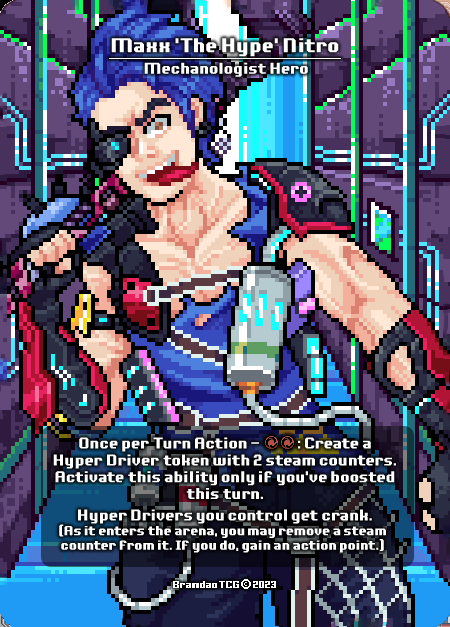 Maxx 'The Hype' Nitro
Mechanologist Hero
Once per Turn Action – : Create a
Hyper Driver token with 2 steam counters.
Activate this ability only if you've boosted
this turn.
Hyper Drivers you control get crank.
(As it enters the arena, you may remove a steam
counter from it. If you do, gain an action point.)
Brandao TCG © 2023